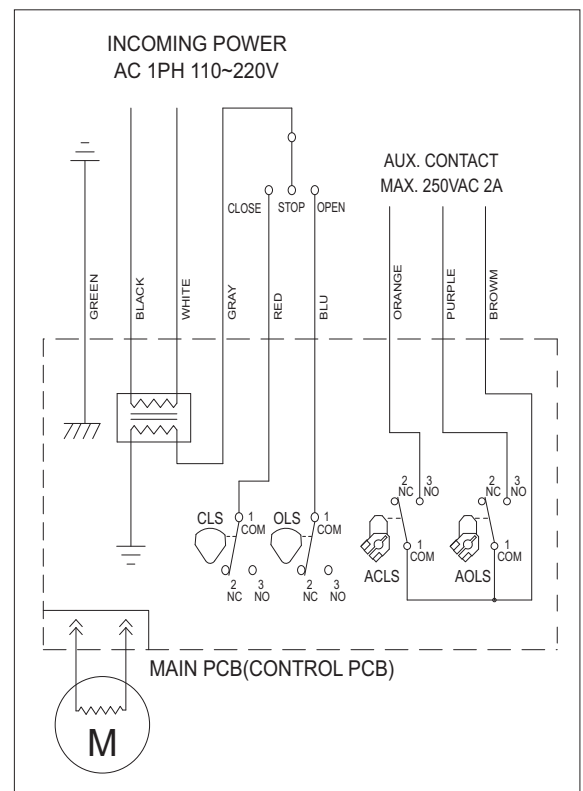 INCOMING POWER
AC 1PH 110~220V
AUX. CONTACT
MAX. 250VAC 2A
CLOSE
STOP
OPEN
GREEN
BLACK
WHITE
GRAY
RED
BLU
ORANGE
PURPLE
BROWM
CLS
1
COM
2
NC
3
NO
OLS
1
COM
2
NC
3
NO
2
NC
3
NO
1
COM
ACLS
2
NC
3
NO
1
COM
AOLS
MAIN PCB(CONTROL PCB)
M